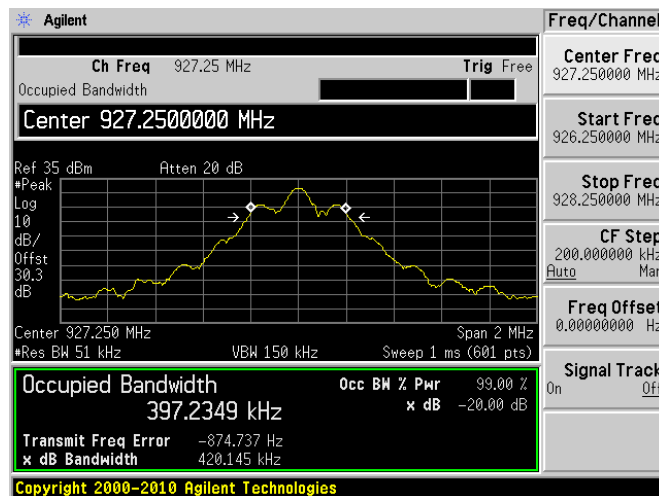 Agilent
Freq/Channel
Ch Freq 927.25 MHz Trig Free
Occupied Bandwidth
Center 927.2500000 MHz
Ref 35 dBm Atten 20 dB
#Peak
Log
10
dB/
Offst
30.3
dB
Center 927.250 MHz Span 2 MHz
#Res BW 51 kHz VBW 150 kHz Sweep 1 ms (601 pts)
Occupied Bandwidth Occ BW % Pwr 99.00 %
397.2349 kHz x dB -20.00 dB
Transmit Freq Error -874.737 Hz
x dB Bandwidth 420.145 kHz
Copyright 2000-2010 Agilent Technologies
Center Freq
927.250000 MHz
Start Freq
926.250000 MHz
Stop Freq
928.250000 MHz
CF Step
200.000000 kHz
Auto Man
Freq Offset
0.00000000 Hz
Signal Track
On Off